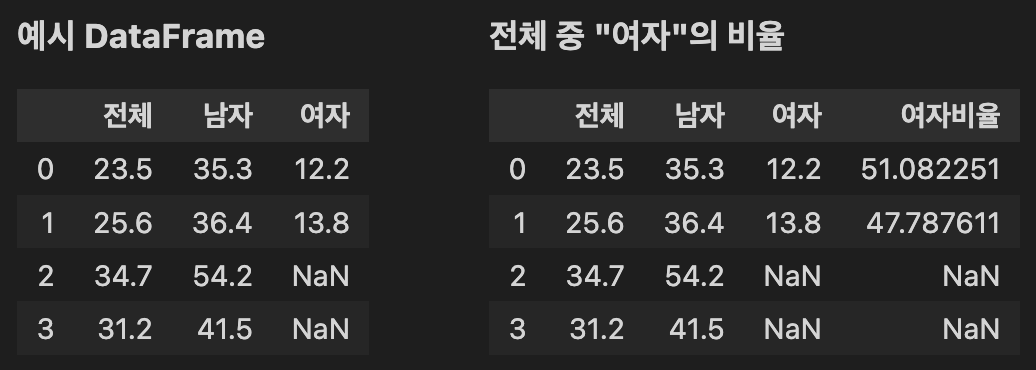 예시 DataFrame
전체 남자 여자
0 23.5 35.3 12.2
1 25.6 36.4 13.8
2 34.7 54.2 NaN
3 31.2 41.5 NaN
전체 중 "여자"의 비율
전체 남자 여자 여자비율
0 23.5 35.3 12.2 51.082251
1 25.6 36.4 13.8 47.787611
2 34.7 54.2 NaN NaN
3 31.2 41.5 NaN NaN